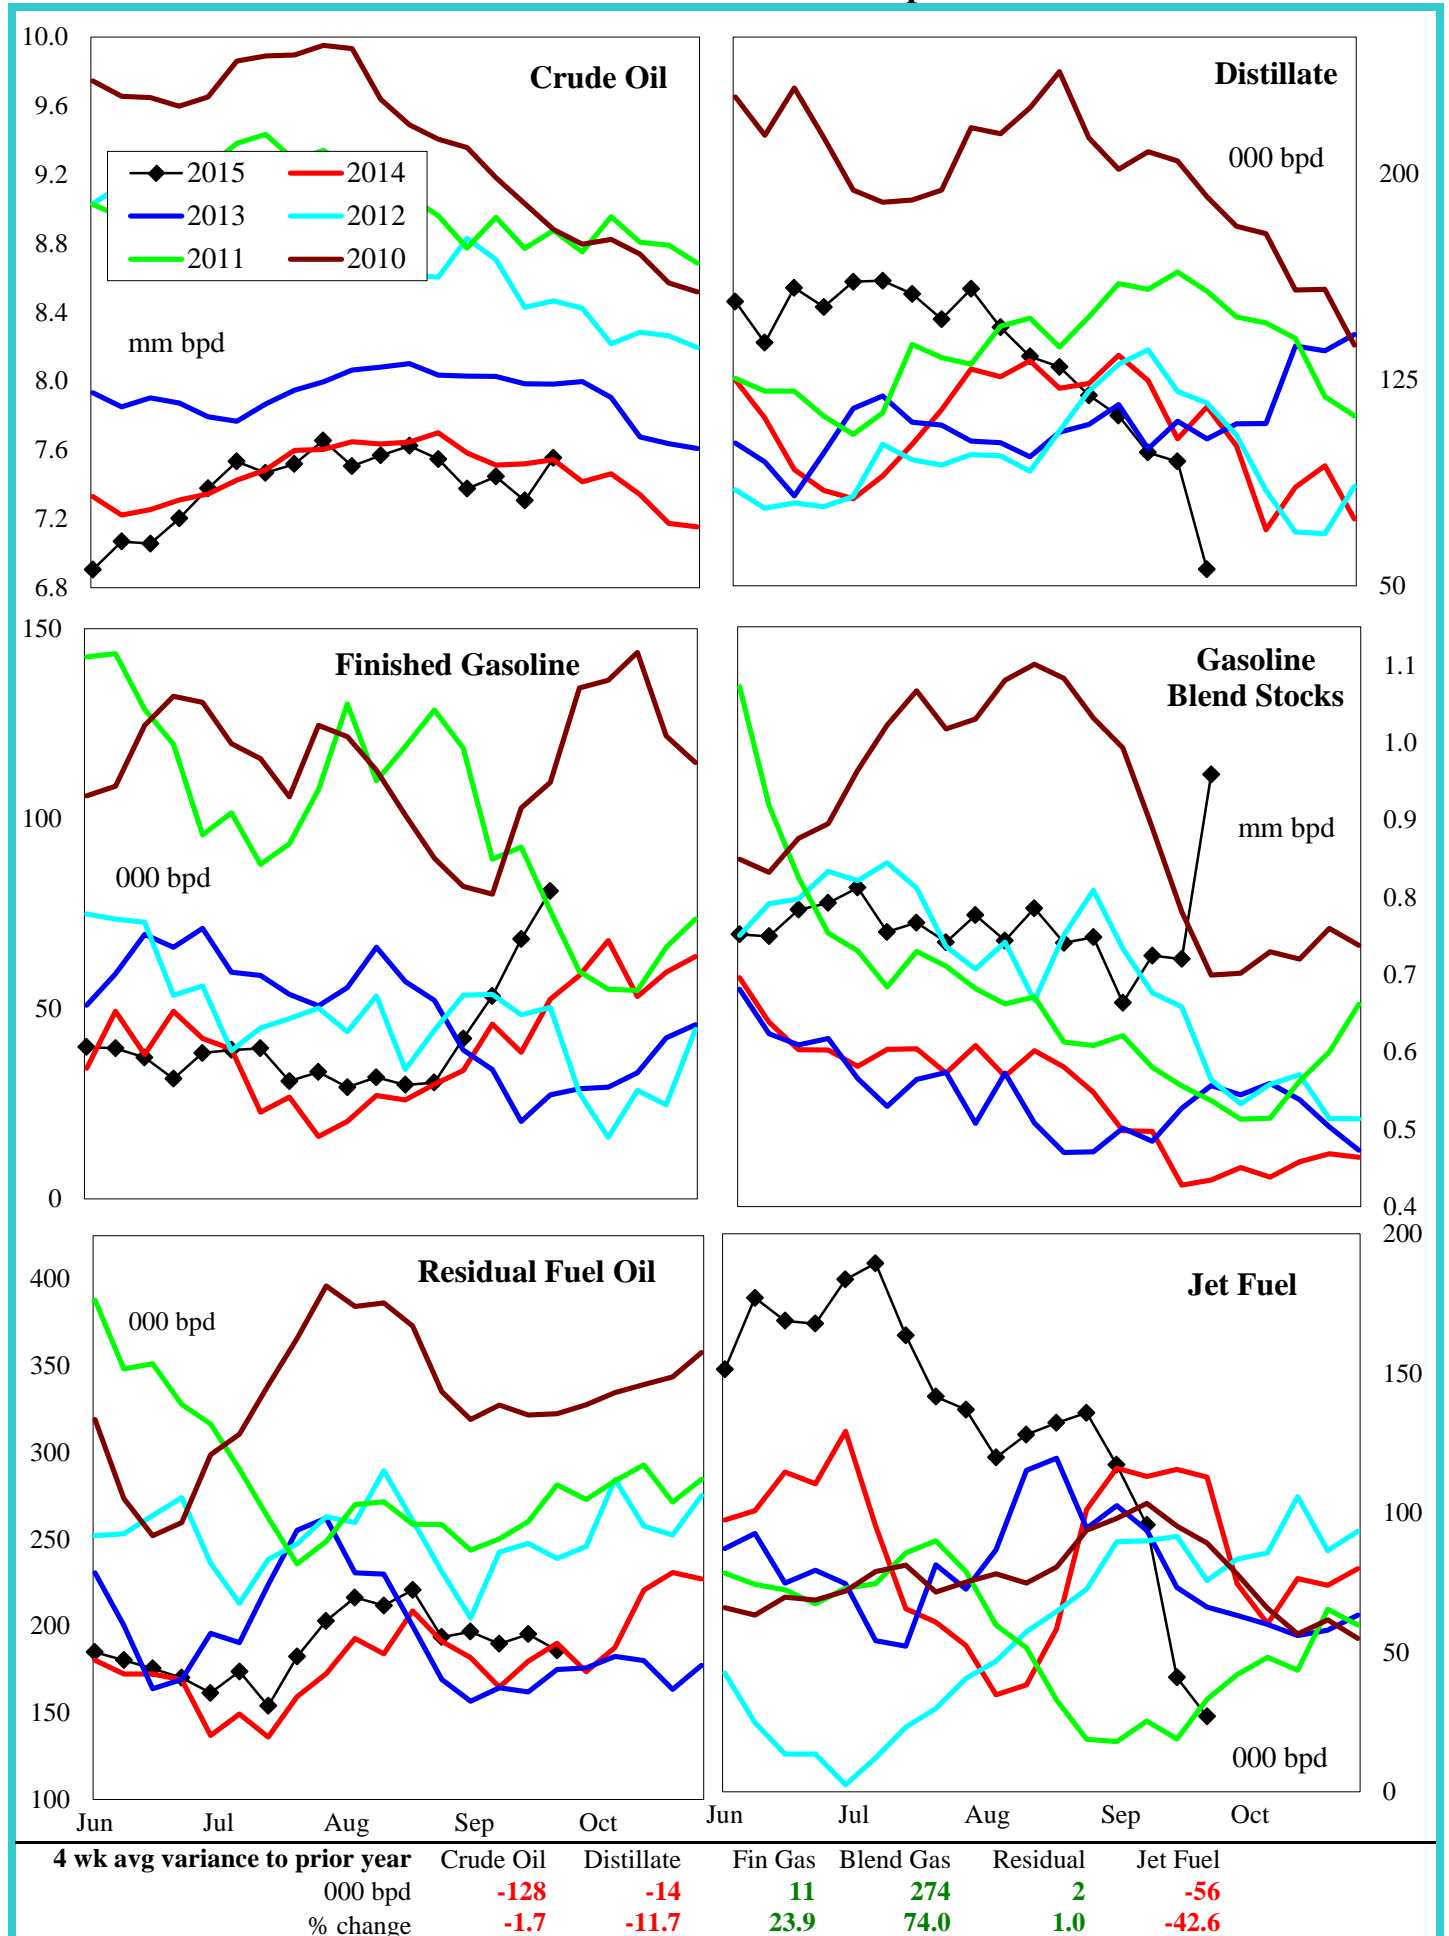 Crude Oil
mm bpd
2015 2014
2013 2012
2011 2010
10.0
9.6
9.2
8.8
8.4
8.0
7.6
7.2
6.8
Distillate
000 bpd
200
125
50
Finished Gasoline
000 bpd
150
100
50
0
Gasoline
Blend Stocks
mm bpd
1.1
1.0
0.9
0.8
0.7
0.6
0.5
0.4
Residual Fuel Oil
000 bpd
400
350
300
250
200
150
100
Jun Jul Aug Sep Oct
Jet Fuel
000 bpd
200
150
100
50
0
Jun Jul Aug Sep Oct
4 wk avg variance to prior year Crude Oil Distillate Fin Gas Blend Gas Residual Jet Fuel
000 bpd -128 -14 11 274 2 -56
% change -1.7 -11.7 23.9 74.0 1.0 -42.6